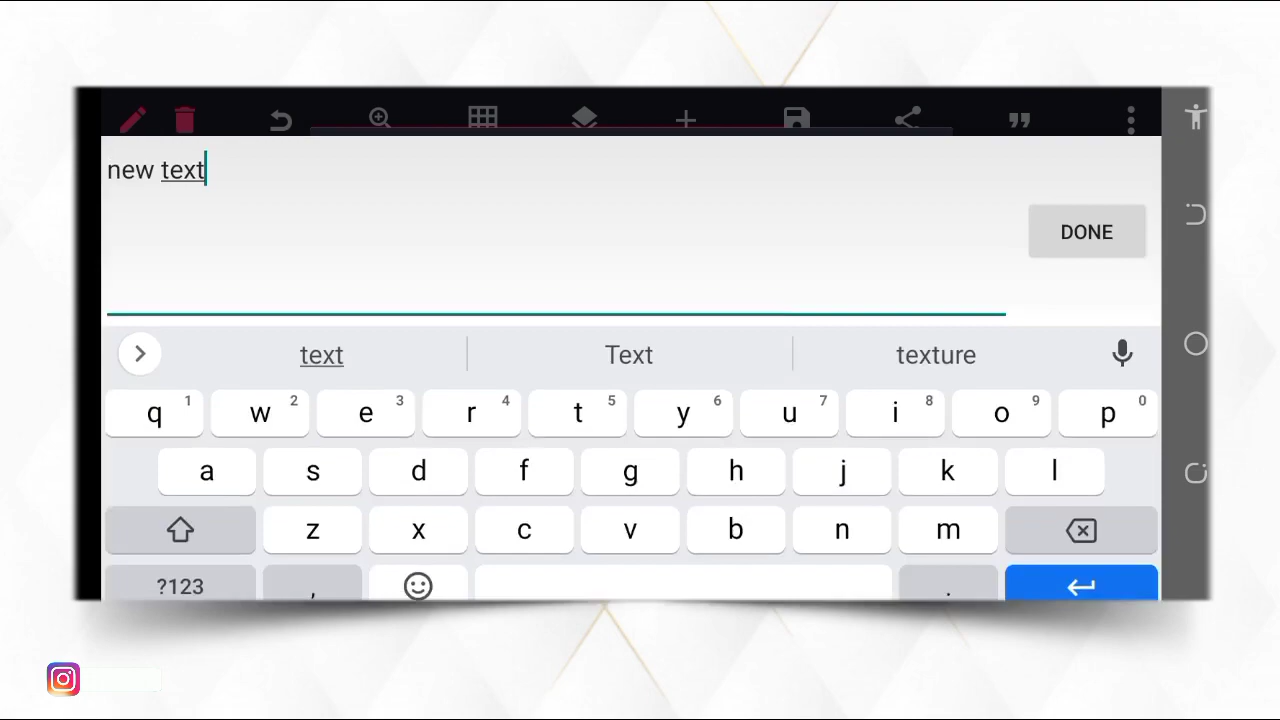 new text
DONE
text Text texture
q 1 w 2 e 3 r 4 t 5 y 6 u 7 i 8 o 9 p 0
a s d f g h j k l
z x c v b n m
?123 , .